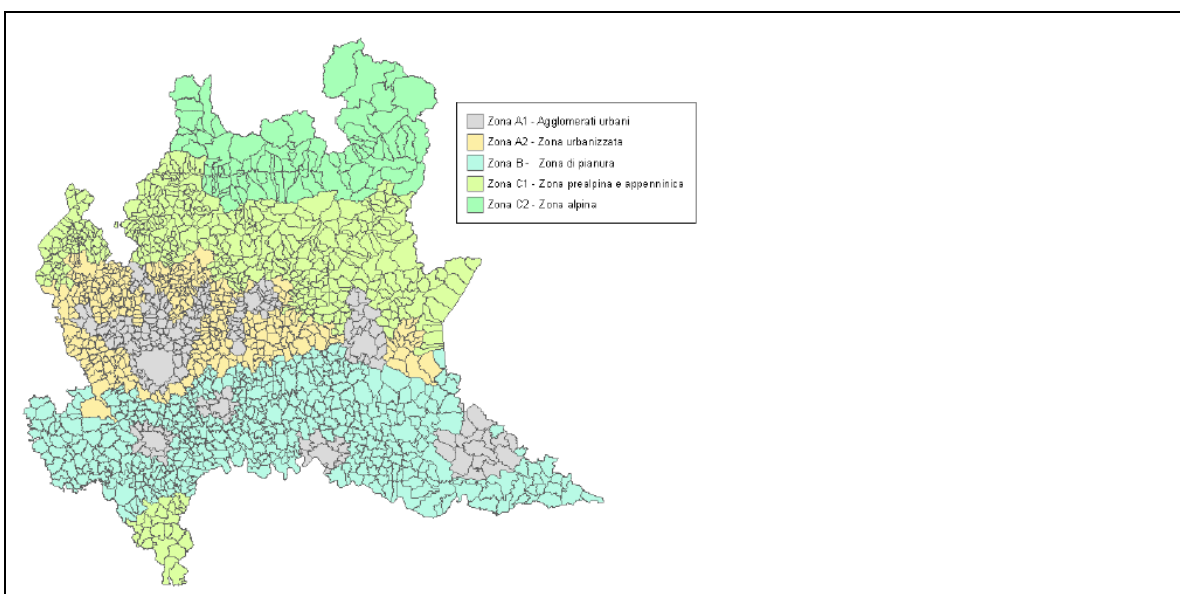 Zona A1 - Agglomerati urbani
Zona A2 - Zona urbanizzata
Zona B - Zona di pianura
Zona C1 - Zona prealpina e appenninica
Zona C2 - Zona alpina